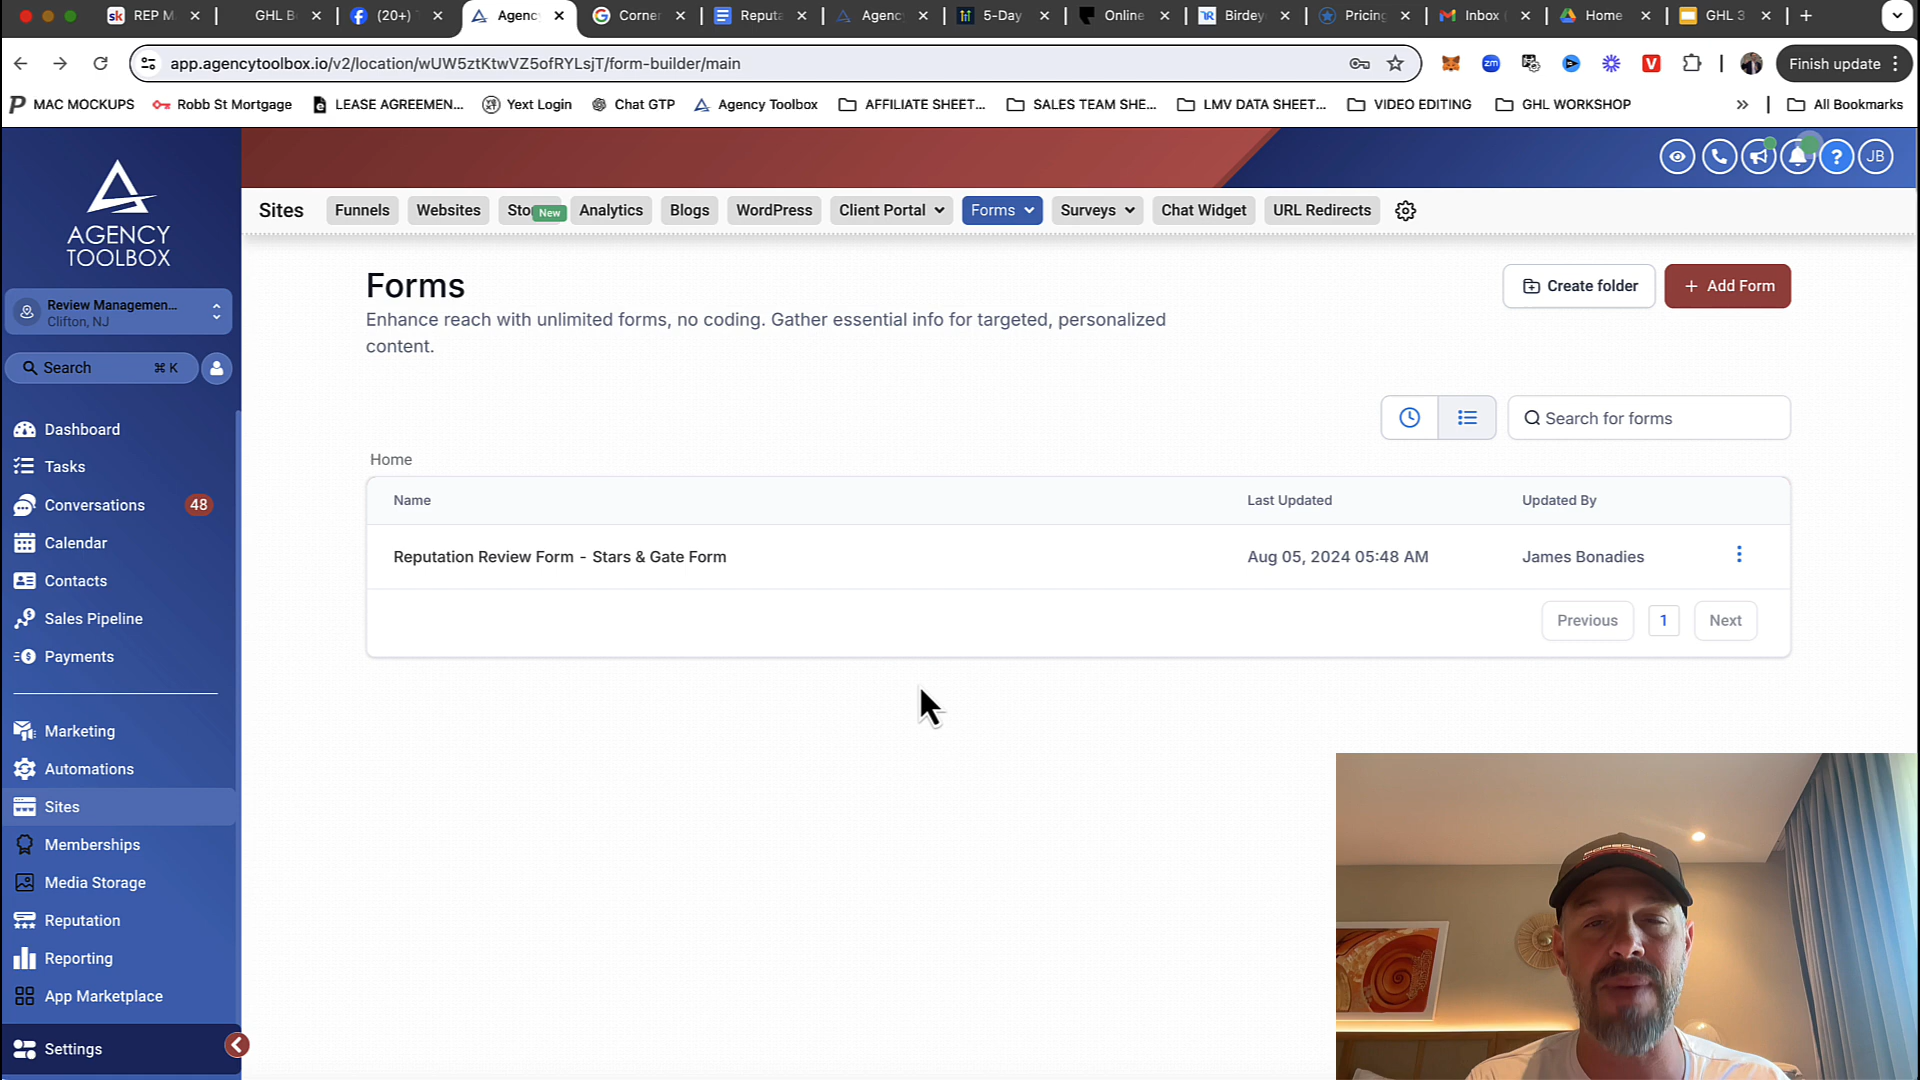 REP M
GHL B
(20+)
Agency
Corner
Reputa
Agency
5-Day
Online
Birdey
Pricing
Inbox
Home
GHL 3
app.agencytoolbox.io/v2/location/wUW5ztKtwVZ5ofRYLsjT/form-builder/main
Finish update
MAC MOCKUPS
Robb St Mortgage
LEASE AGREEMEN...
Yext Login
Chat GTP
Agency Toolbox
AFFILIATE SHEET...
SALES TEAM SHE...
LMV DATA SHEET...
VIDEO EDITING
GHL WORKSHOP
All Bookmarks
AGENCY
TOOLBOX
JB
Sites
Funnels
Websites
Sto
New
Analytics
Blogs
WordPress
Client Portal
Forms
Surveys
Chat Widget
URL Redirects
Review Managemen...
Clifton, NJ
Search
⌘ K
Dashboard
Tasks
Conversations
48
Calendar
Contacts
Sales Pipeline
Payments
Marketing
Automations
Sites
Memberships
Media Storage
Reputation
Reporting
App Marketplace
Settings
Forms
Enhance reach with unlimited forms, no coding. Gather essential info for targeted, personalized
content.
Create folder
+ Add Form
Search for forms
Home
Name
Last Updated
Updated By
Reputation Review Form - Stars & Gate Form
Aug 05, 2024 05:48 AM
James Bonadies
Previous
1
Next
PORSCHE